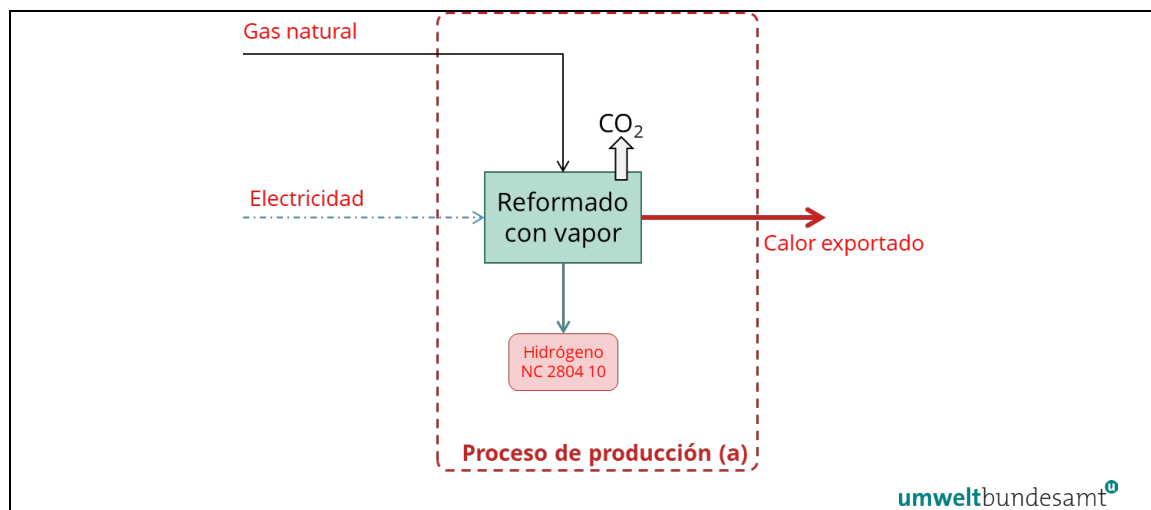 Gas natural
CO₂
Electricidad
Reformado
con vapor
Calor exportado
Hidrógeno
NC 2804 10
Proceso de producción (a)
umweltbundesamt
u